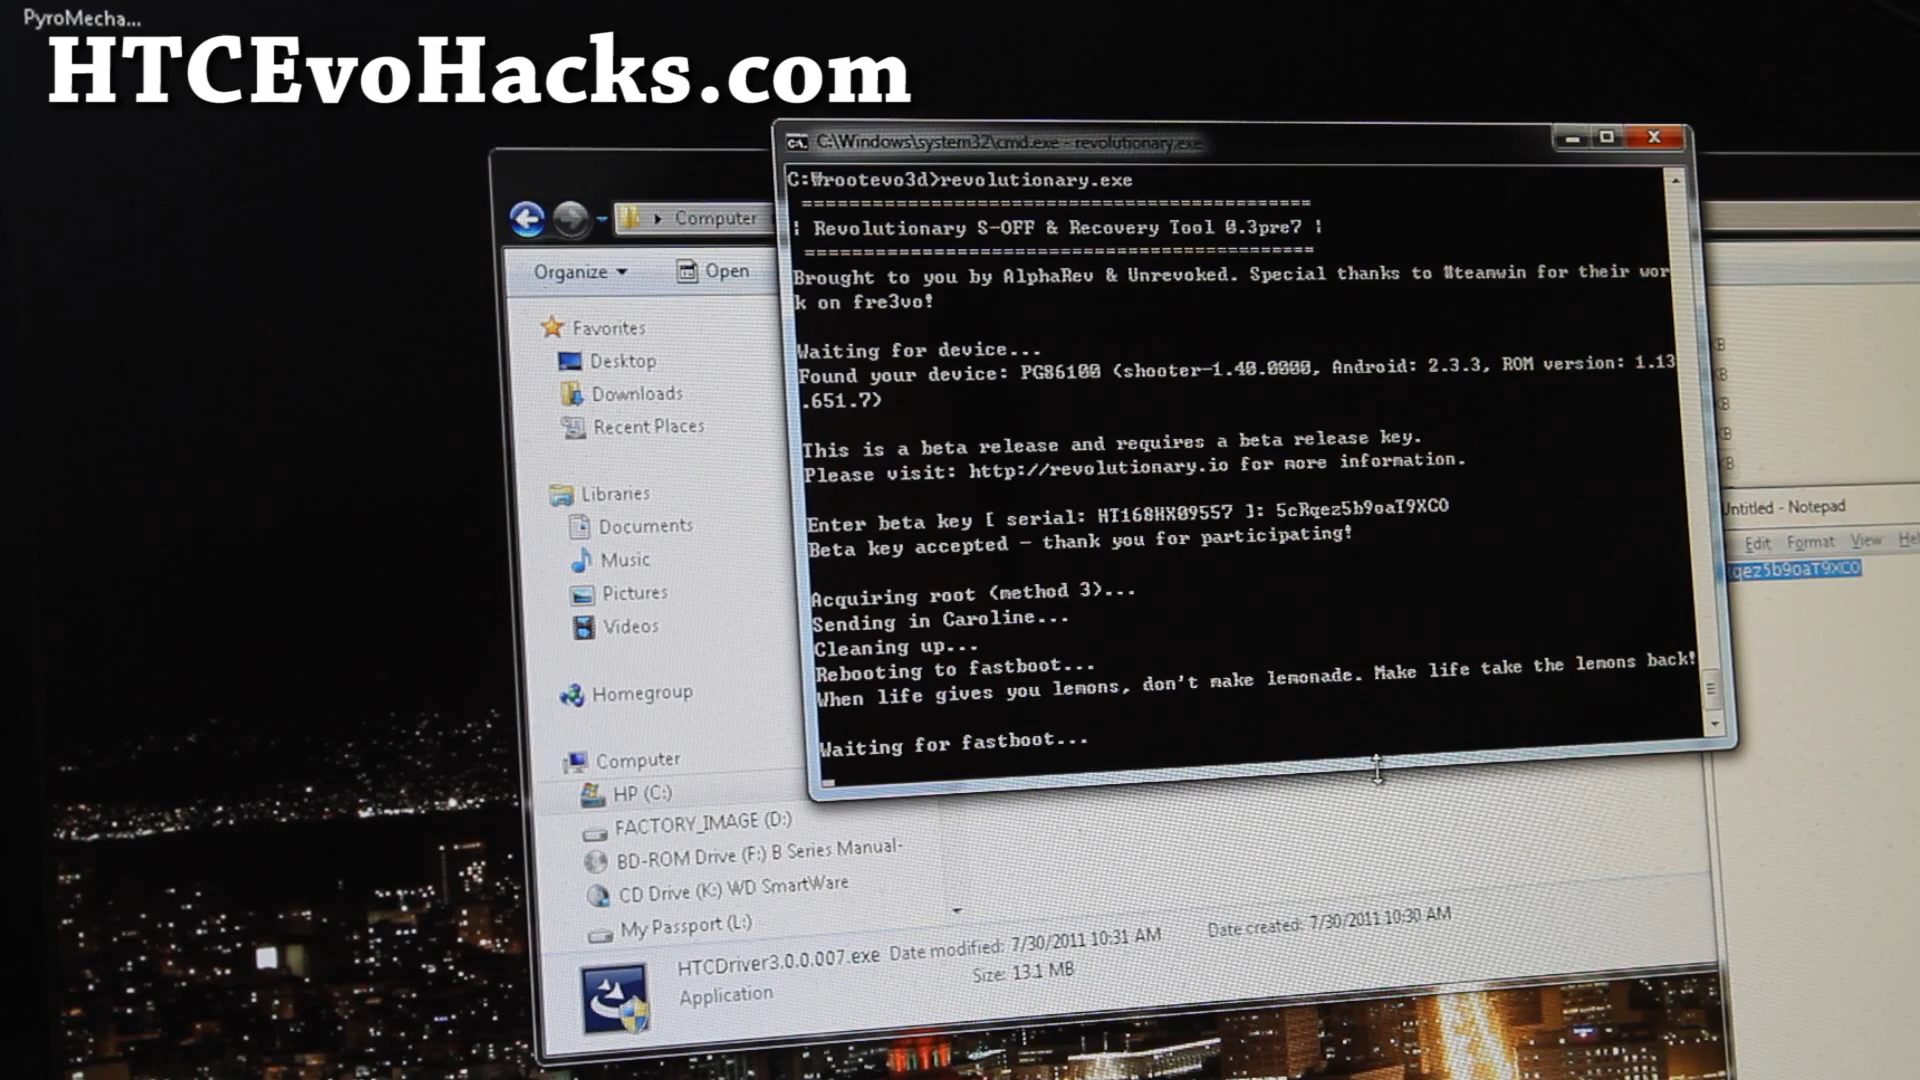 PyroMecha...
HTCEvoHacks.com
C:\Windows\system32\cmd.exe - revolutionary.exe
C:\rootevo3d>revolutionary.exe
=============================================
| Revolutionary S-OFF & Recovery Tool 0.3pre7 |
=============================================
Brought to you by AlphaRev & Unrevoked. Special thanks to #teamwin for their wor
k on fre3vo!
Waiting for device...
Found your device: PG86100 (shooter-1.40.0000, Android: 2.3.3, ROM version: 1.13
.651.7)
This is a beta release and requires a beta release key.
Please visit: http://revolutionary.io for more information.
Enter beta key [ serial: HT168HX09557 ]: 5cRqez5b9oaT9XCO
Beta key accepted - thank you for participating!
Acquiring root (method 3)...
Sending in Caroline...
Cleaning up...
Rebooting to fastboot...
When life gives you lemons, don't make lemonade. Make life take the lemons back!
Waiting for fastboot...
Computer
Organize
Open
Favorites
Desktop
Downloads
Recent Places
Libraries
Documents
Music
Pictures
Videos
Homegroup
Computer
HP (C:)
FACTORY_IMAGE (D:)
BD-ROM Drive (F:) B Series Manual-
CD Drive (K:) WD SmartWare
My Passport (L:)
HTCDriver3.0.0.007.exe Date modified: 7/30/2011 10:31 AM Date created: 7/30/2011 10:30 AM
Application Size: 13.1 MB
KB
KB
KB
KB
KB
Untitled - Notepad
Edit Format View Hel
qez5b9oaT9XCO